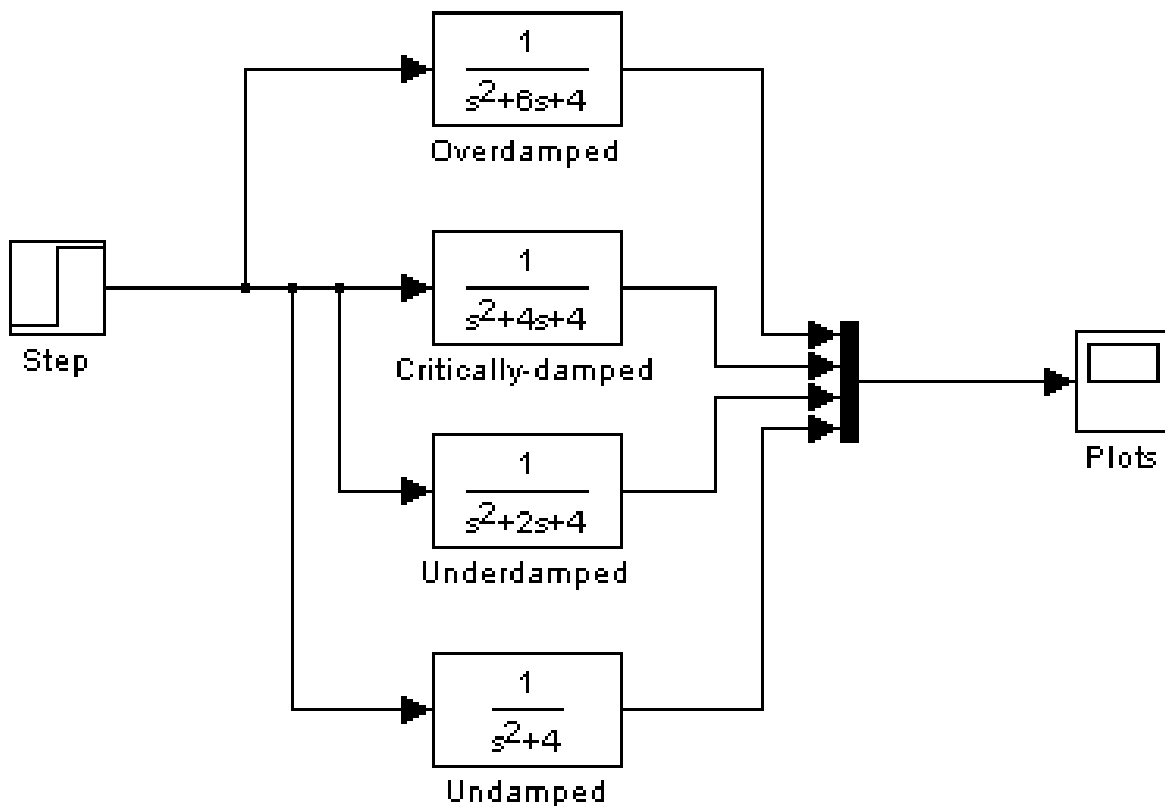 1
s²+6s+4
Overdamped
Step
1
s²+4s+4
Critically-damped
1
s²+2s+4
Underdamped
1
s²+4
Undamped
Plots